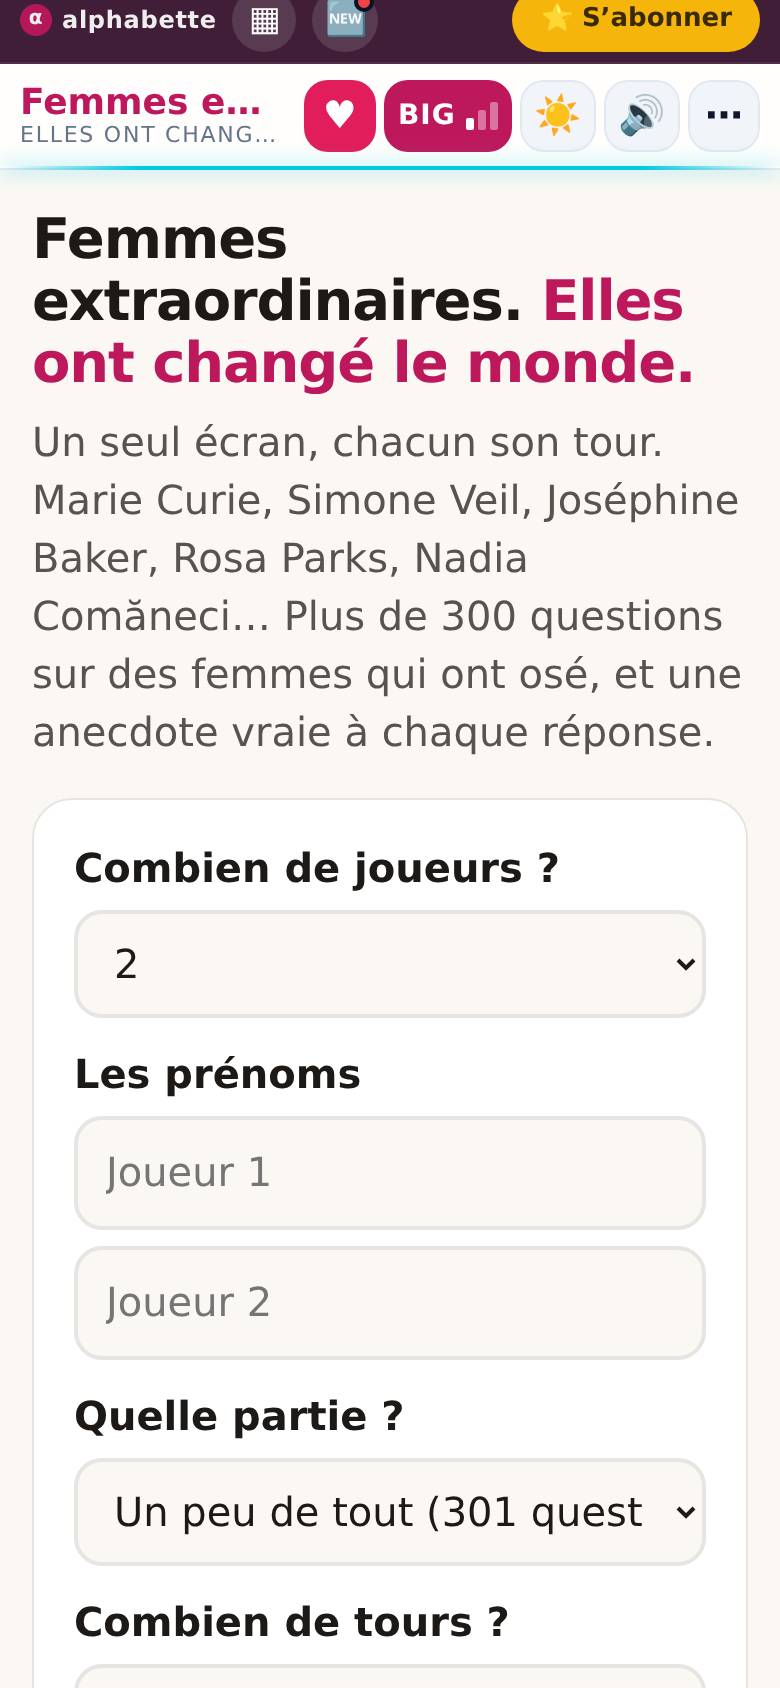 α alphabette NEW ⭐ S’abonner
Femmes e...
ELLES ONT CHANG...
♥ BIG ...
Femmes
extraordinaires. Elles
ont changé le monde.
Un seul écran, chacun son tour.
Marie Curie, Simone Veil, Joséphine
Baker, Rosa Parks, Nadia
Comăneci… Plus de 300 questions
sur des femmes qui ont osé, et une
anecdote vraie à chaque réponse.
Combien de joueurs ?
2
Les prénoms
Joueur 1
Joueur 2
Quelle partie ?
Un peu de tout (301 quest
Combien de tours ?